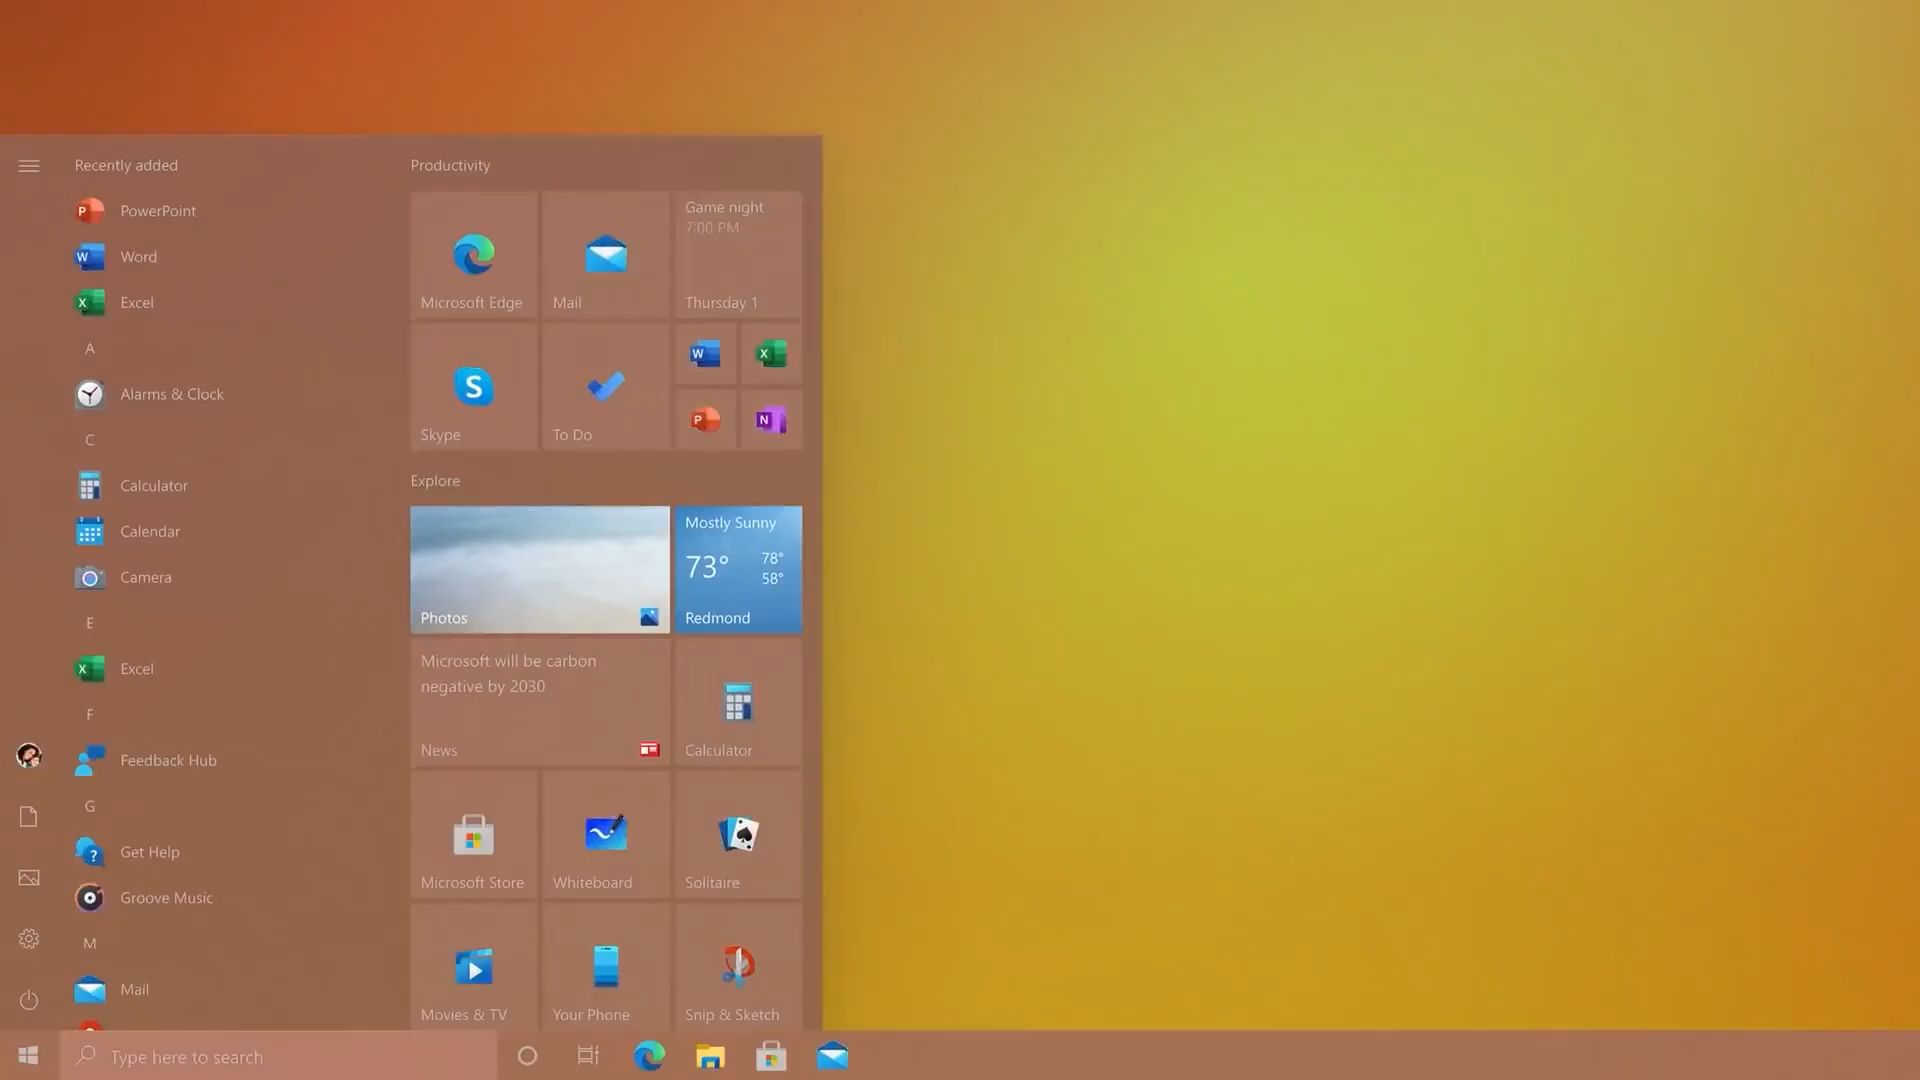 Recently added
PowerPoint
Word
Excel
A
Alarms & Clock
C
Calculator
Calendar
Camera
E
Excel
F
Feedback Hub
G
Get Help
Groove Music
M
Mail
Productivity
Microsoft Edge
Mail
Game night
7:00 PM
Thursday 1
Skype
To Do
Explore
Photos
Mostly Sunny
73°
78°
58°
Redmond
Microsoft will be carbon
negative by 2030
News
Calculator
Microsoft Store
Whiteboard
Solitaire
Movies & TV
Your Phone
Snip & Sketch
Type here to search